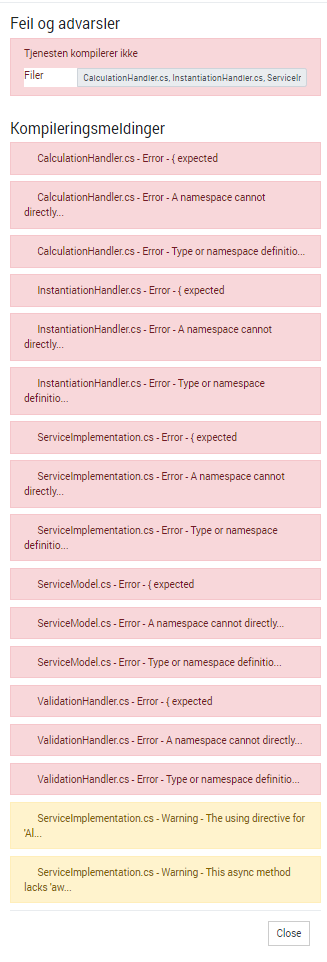 Feil og advarsler
Tjenesten kompilerer ikke
Filer
CalculationHandler.cs, InstantiationHandler.cs, ServiceIr
Kompileringsmeldinger
CalculationHandler.cs - Error - { expected
CalculationHandler.cs - Error - A namespace cannot
directly...
CalculationHandler.cs - Error - Type or namespace definitio...
InstantiationHandler.cs - Error - { expected
InstantiationHandler.cs - Error - A namespace cannot
directly...
InstantiationHandler.cs - Error - Type or namespace
definitio...
ServiceImplementation.cs - Error - { expected
ServiceImplementation.cs - Error - A namespace cannot
directly...
ServiceImplementation.cs - Error - Type or namespace
definitio...
ServiceModel.cs - Error - { expected
ServiceModel.cs - Error - A namespace cannot directly...
ServiceModel.cs - Error - Type or namespace definitio...
ValidationHandler.cs - Error - { expected
ValidationHandler.cs - Error - A namespace cannot directly...
ValidationHandler.cs - Error - Type or namespace definitio...
ServiceImplementation.cs - Warning - The using directive for
'Al...
ServiceImplementation.cs - Warning - This async method
lacks 'aw...
Close